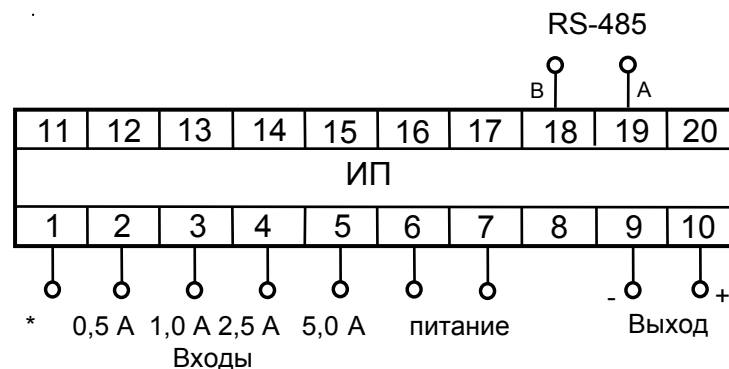 RS-485
B A
11 12 13 14 15 16 17 18 19 20
ИП
1 2 3 4 5 6 7 8 9 10
- +
* 0,5 А 1,0 А 2,5 А 5,0 А питание Выход
Входы